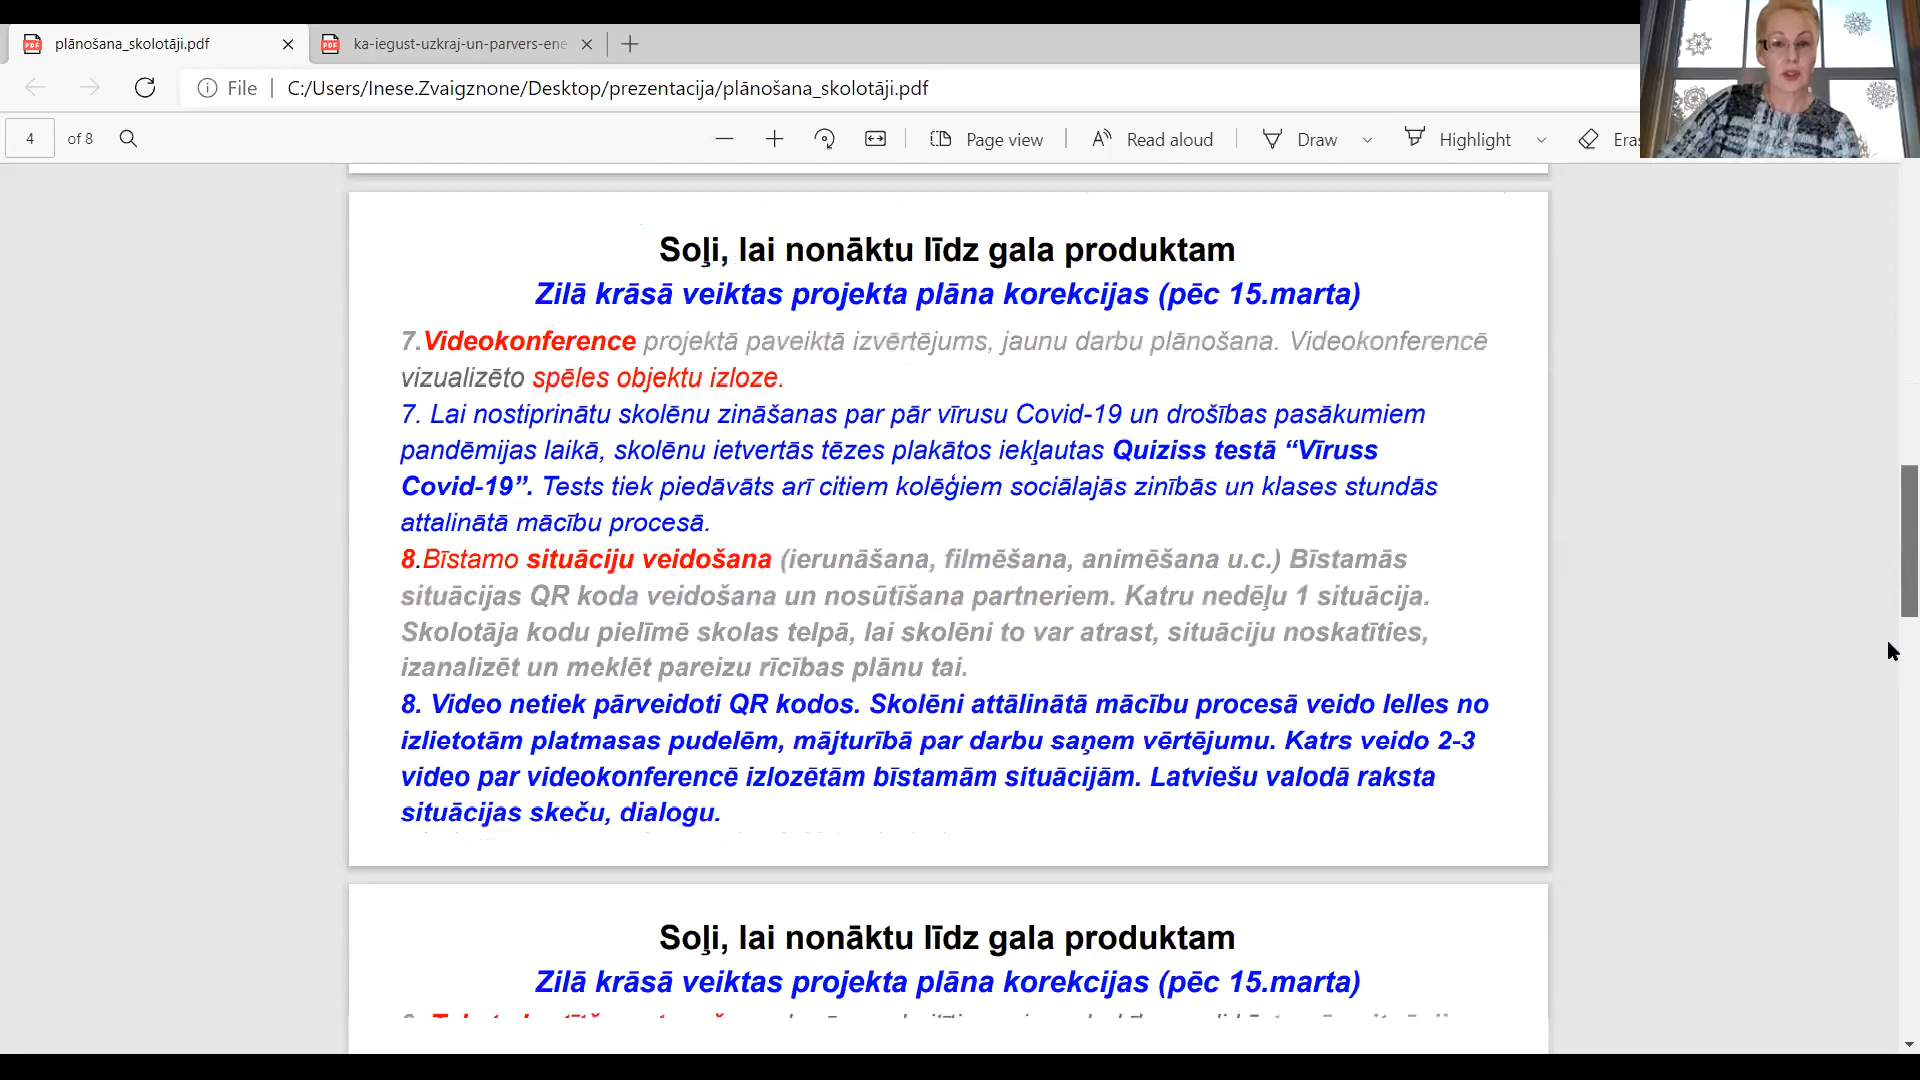 plānošana_skolotāji.pdf
ka-iegust-uzkraj-un-parvers-ene
File
C:/Users/Inese.Zvaigznone/Desktop/prezentacija/plānošana_skolotāji.pdf
4 of 8
Page view
Read aloud
Draw
Highlight
Soļi, lai nonāktu līdz gala produktam
Zilā krāsā veiktas projekta plāna korekcijas (pēc 15.marta)
7.Videokonference projektā paveiktā izvērtējums, jaunu darbu plānošana. Videokonferencē
vizualizēto spēles objektu izloze.
7. Lai nostiprinātu skolēnu zināšanas par pār vīrusu Covid-19 un drošības pasākumiem
pandēmijas laikā, skolēnu ietvertās tēzes plakātos iekļautas Quiziss testā “Vīruss
Covid-19”. Tests tiek piedāvāts arī citiem kolēģiem sociālajās zinībās un klases stundās
attalinātā mācību procesā.
8.Bīstamo situāciju veidošana (ierunāšana, filmēšana, animēšana u.c.) Bīstamās
situācijas QR koda veidošana un nosūtīšana partneriem. Katru nedēļu 1 situācija.
Skolotāja kodu pielīmē skolas telpā, lai skolēni to var atrast, situāciju noskatīties,
izanalizēt un meklēt pareizu rīcības plānu tai.
8. Video netiek pārveidoti QR kodos. Skolēni attālinātā mācību procesā veido lelles no
izlietotām platmasas pudelēm, mājturībā par darbu saņem vērtējumu. Katrs veido 2-3
video par videokonferencē izlozētām bīstamām situācijām. Latviešu valodā raksta
situācijas skeču, dialogu.
Soļi, lai nonāktu līdz gala produktam
Zilā krāsā veiktas projekta plāna korekcijas (pēc 15.marta)